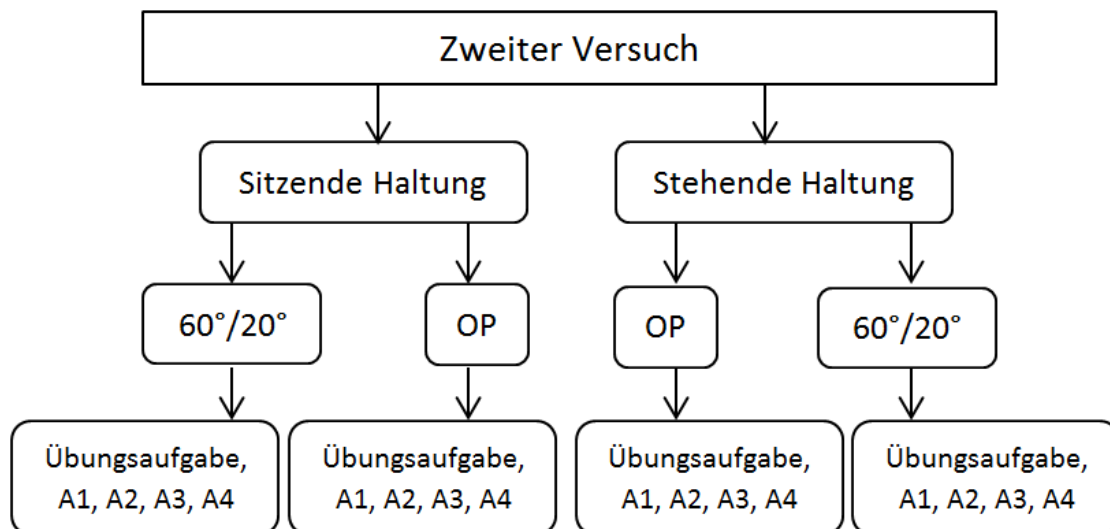 Zweiter Versuch
Sitzende Haltung
Stehende Haltung
60°/20°
OP
OP
60°/20°
Übungsaufgabe,
A1, A2, A3, A4
Übungsaufgabe,
A1, A2, A3, A4
Übungsaufgabe,
A1, A2, A3, A4
Übungsaufgabe,
A1, A2, A3, A4